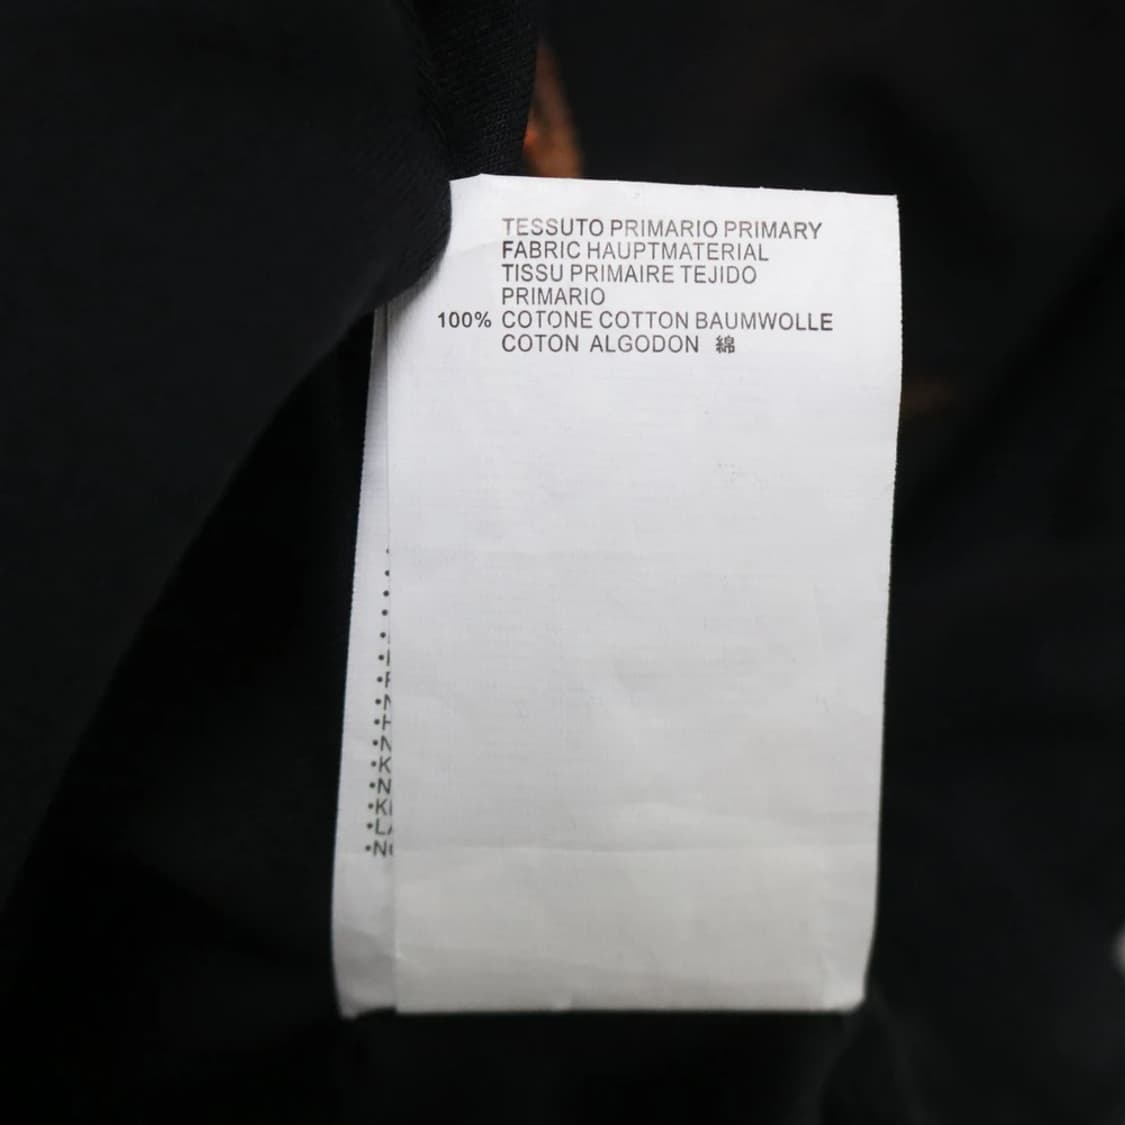 TESSUTO PRIMARIO PRIMARY
FABRIC HAUPTMATERIAL
TISSU PRIMAIRE TEJIDO
PRIMARIO
100% COTONE COTTON BAUMWOLLE
COTON ALGODON 綿